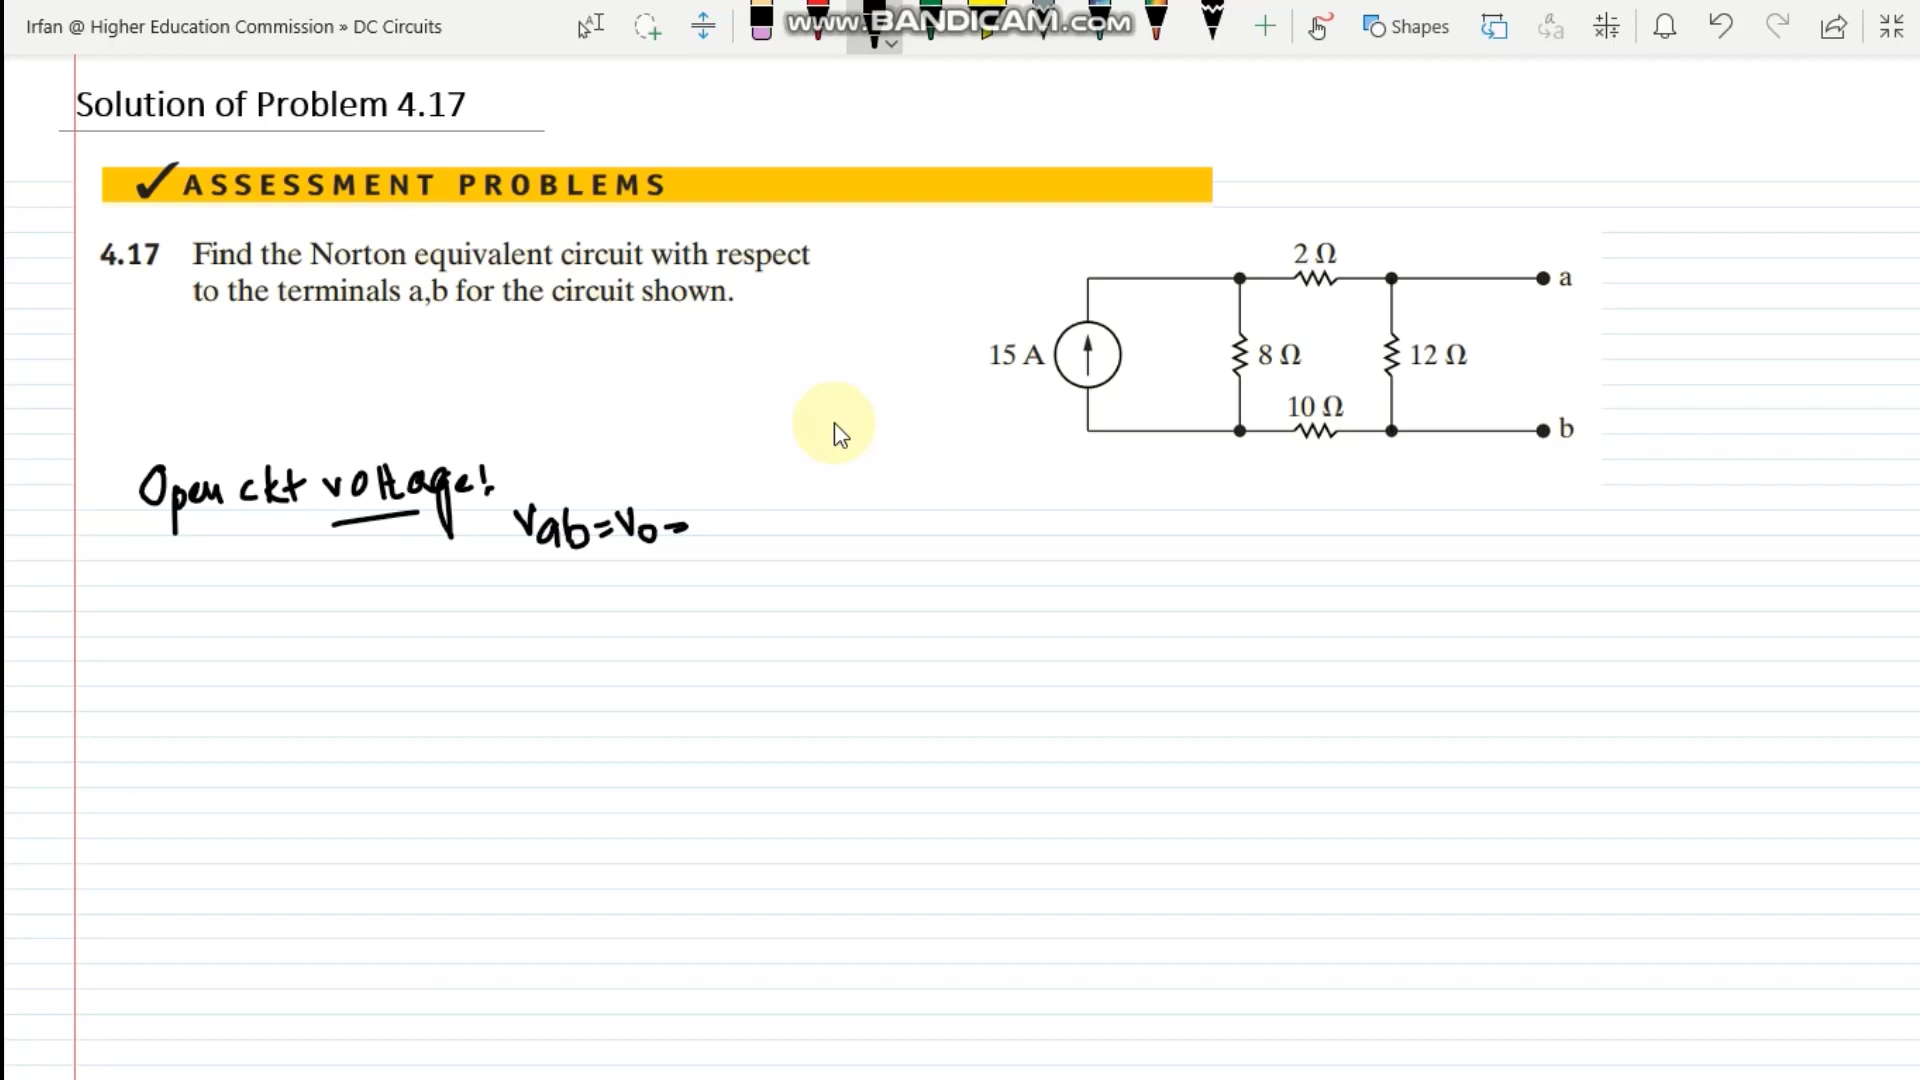 Irfan @ Higher Education Commission » DC Circuits
www.BANDICAM.com
Shapes
Solution of Problem 4.17
✓ ASSESSMENT PROBLEMS
4.17 Find the Norton equivalent circuit with respect
to the terminals a,b for the circuit shown.
2 Ω
a
15 A
8 Ω
12 Ω
10 Ω
b
Open ckt voltage!
Vab=Vo=